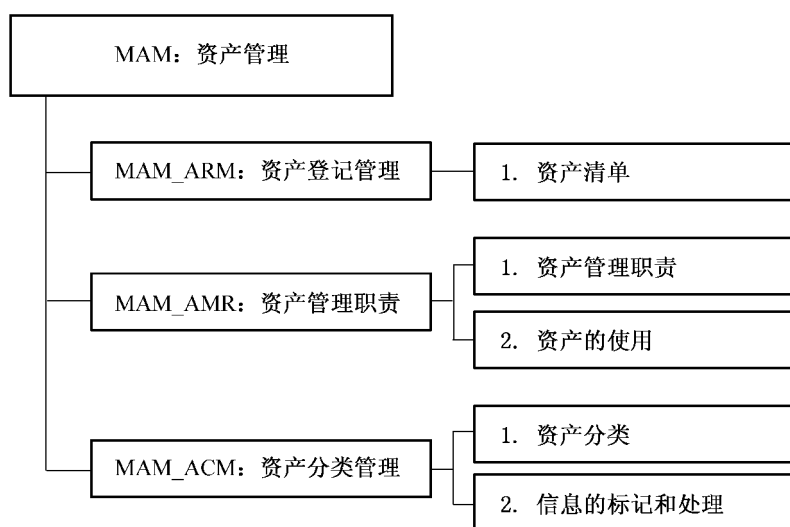 MAM：资产管理
MAM_ARM：资产登记管理
1. 资产清单
MAM_AMR：资产管理职责
1. 资产管理职责
2. 资产的使用
MAM_ACM：资产分类管理
1. 资产分类
2. 信息的标记和处理